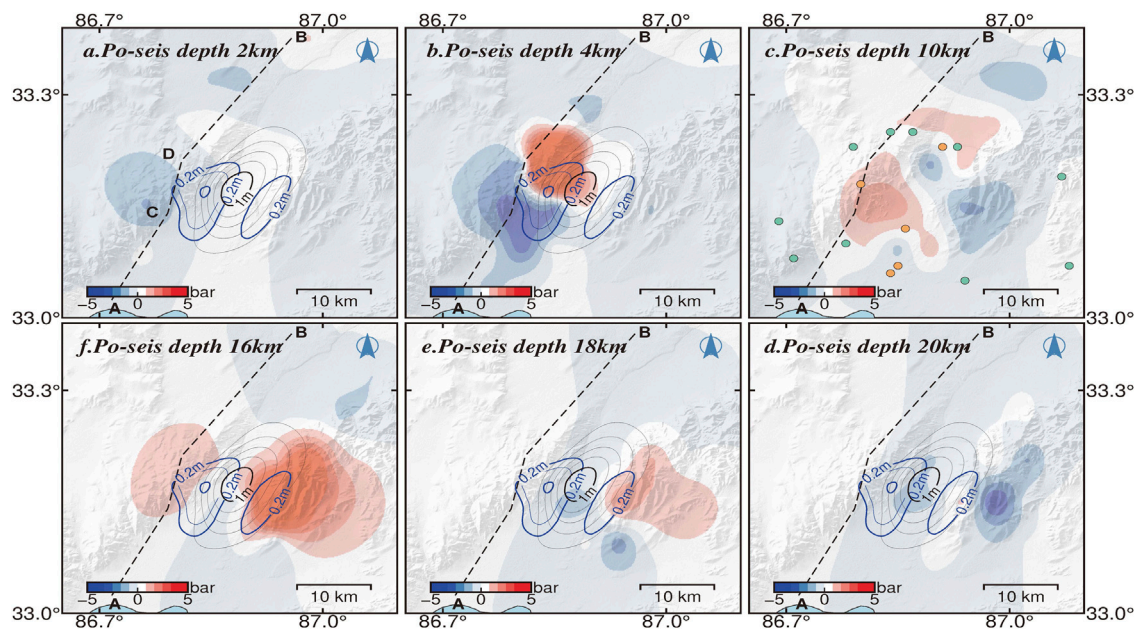 86.7° 87.0° 86.7° 87.0° 86.7° 87.0°
a.Po-seis depth 2km B
b.Po-seis depth 4km B
c.Po-seis depth 10km B
33.3° 33.3°
D
C
0.2m 0.2m 1m 0.2m
0.2m 0.2m 1m 0.2m
−5 0 5 bar 10 km
−5 0 5 bar 10 km
−5 0 5 bar 10 km
A A A
33.0° 33.0°
f.Po-seis depth 16km B
e.Po-seis depth 18km B
d.Po-seis depth 20km B
33.3° 33.3°
0.2m 0.2m 1m 0.2m
0.2m 0.2m 1m 0.2m
0.2m 0.2m 1m 0.2m
−5 0 5 bar 10 km
−5 0 5 bar 10 km
−5 0 5 bar 10 km
A A A
33.0° 33.0°
86.7° 87.0° 86.7° 87.0° 86.7° 87.0°